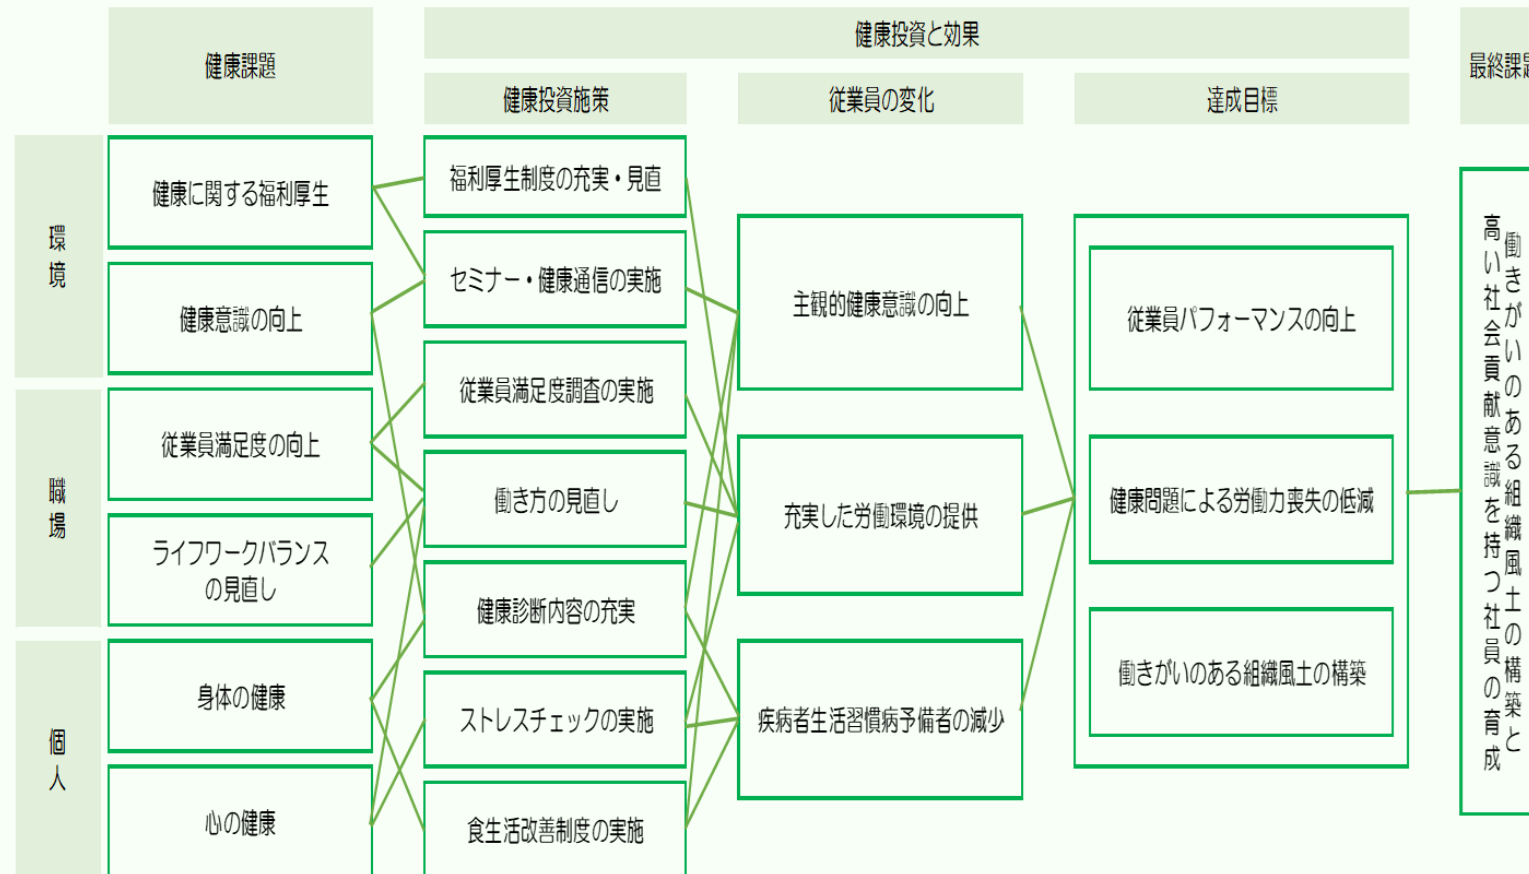 健康課題
健康投資と効果
最終課題
健康投資施策
従業員の変化
達成目標
環境
健康に関する福利厚生
健康意識の向上
職場
従業員満足度の向上
ライフワークバランス
の見直し
個人
身体の健康
心の健康
福利厚生制度の充実・見直
セミナー・健康通信の実施
従業員満足度調査の実施
働き方の見直し
健康診断内容の充実
ストレスチェックの実施
食生活改善制度の実施
主観的健康意識の向上
充実した労働環境の提供
疾病者生活習慣病予備者の減少
従業員パフォーマンスの向上
健康問題による労働力喪失の低減
働きがいのある組織風土の構築
働きがいのある組織風土の構築と
高い社会貢献意識を持つ社員の育成